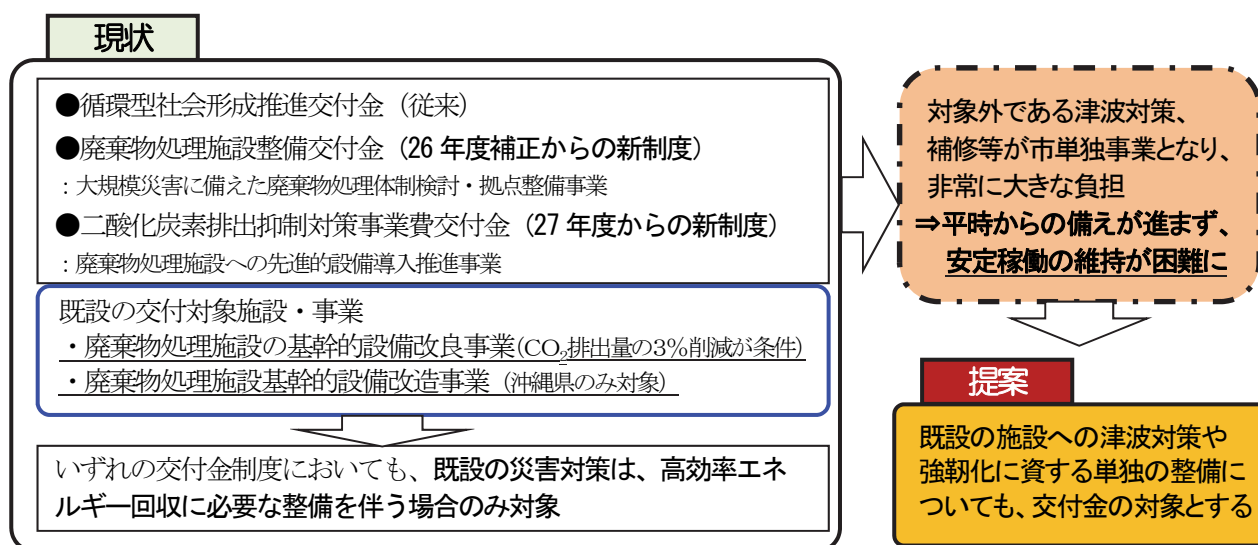 現状
●循環型社会形成推進交付金（従来）
●廃棄物処理施設整備交付金（26 年度補正からの新制度）
：大規模災害に備えた廃棄物処理体制検討・拠点整備事業
●二酸化炭素排出抑制対策事業費交付金（27 年度からの新制度）
：廃棄物処理施設への先進的設備導入推進事業
既設の交付対象施設・事業
・廃棄物処理施設の基幹的設備改良事業(CO₂排出量の3％削減が条件)
・廃棄物処理施設基幹的設備改造事業（沖縄県のみ対象）
いずれの交付金制度においても、既設の災害対策は、高効率エネ
ルギー回収に必要な整備を伴う場合のみ対象
対象外である津波対策、
補修等が市単独事業となり、
非常に大きな負担
⇒平時からの備えが進まず、
安定稼働の維持が困難に
提案
既設の施設への津波対策や
強靭化に資する単独の整備に
ついても、交付金の対象とする